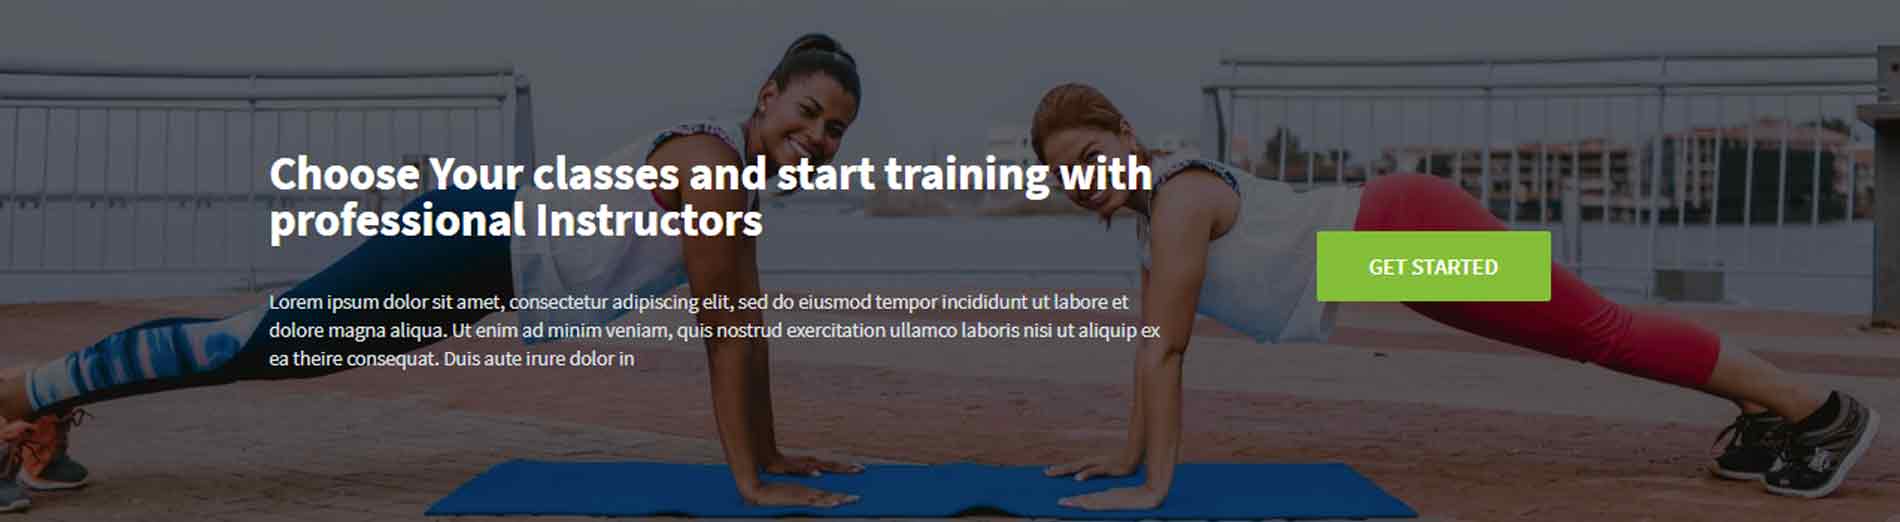 Choose Your classes and start training with
professional Instructors
Lorem ipsum dolor sit amet, consectetur adipiscing elit, sed do eiusmod tempor incididunt ut labore et
dolore magna aliqua. Ut enim ad minim veniam, quis nostrud exercitation ullamco laboris nisi ut aliquip ex
ea theire consequat. Duis aute irure dolor in
GET STARTED